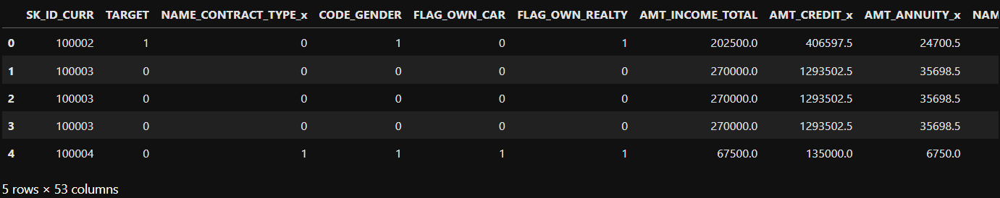 SK_ID_CURR TARGET NAME_CONTRACT_TYPE_x CODE_GENDER FLAG_OWN_CAR FLAG_OWN_REALTY AMT_INCOME_TOTAL AMT_CREDIT_x AMT_ANNUITY_x NAM
0 100002 1 0 1 0 1 202500.0 406597.5 24700.5
1 100003 0 0 0 0 0 270000.0 1293502.5 35698.5
2 100003 0 0 0 0 0 270000.0 1293502.5 35698.5
3 100003 0 0 0 0 0 270000.0 1293502.5 35698.5
4 100004 0 1 1 1 1 67500.0 135000.0 6750.0
5 rows × 53 columns